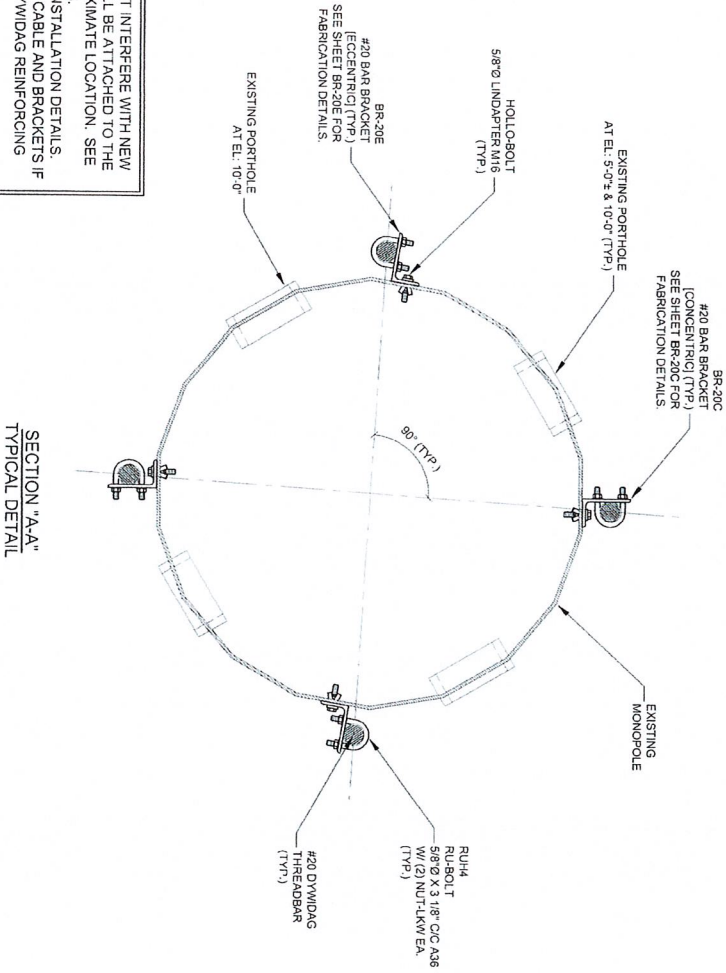 BR-20C
#20 BAR BRACKET
[CONCENTRIC] (TYP.)
SEE SHEET BR-20C FOR
FABRICATION DETAILS.
EXISTING PORTHOLE
AT EL: 5'-0"± & 10'-0" (TYP.)
HOLLO-BOLT
5/8"Ø LINDAPTER M16
(TYP.)
BR-20E
#20 BAR BRACKET
[ECCENTRIC] (TYP.)
SEE SHEET BR-20E FOR
FABRICATION DETAILS.
EXISTING PORTHOLE
AT EL: 10'-0"
90° (TYP.)
EXISTING
MONOPOLE
RUH4
RU-BOLT
5/8"Ø X 3 1/8" C/C A36
W/ (2) NUT-LKW EA.
(TYP.)
#20 DYWIDAG
THREADBAR
(TYP.)
SECTION "A-A"
TYPICAL DETAIL
T INTERFERE WITH NEW
LL BE ATTACHED TO THE
XIMATE LOCATION. SEE
NSTALLATION DETAILS.
CABLE AND BRACKETS IF
YWIDAG REINFORCING